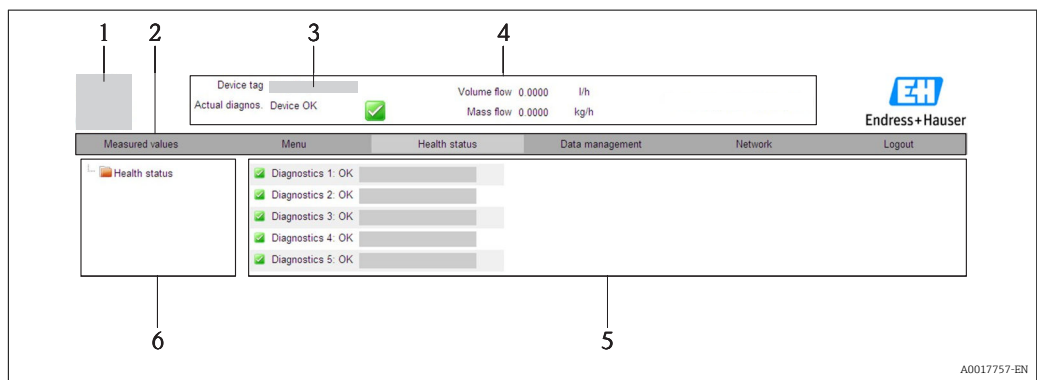 1 2 3 4
Device tag Volume flow 0.0000 l/h
Actual diagnos. Device OK Mass flow 0.0000 kg/h
EH
Endress+Hauser
Measured values Menu Health status Data management Network Logout
Health status
Diagnostics 1: OK
Diagnostics 2: OK
Diagnostics 3: OK
Diagnostics 4: OK
Diagnostics 5: OK
6 5
A0017757-EN